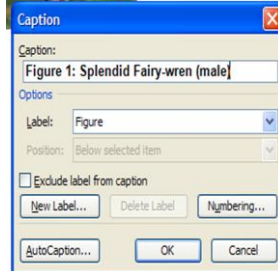 Caption
Caption:
Figure 1: Splendid Fairy-wren (male)
Options
Label: Figure
Position: Below selected item
Exclude label from caption
New Label... Delete Label Numbering...
AutoCaption... OK Cancel